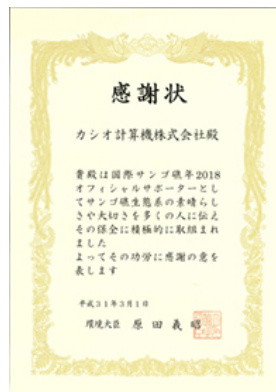 感謝状
カシオ計算機株式会社殿
貴殿は国際サンゴ礁年2018
オフィシャルサポーターとし
てサンゴ礁生態系の素晴らし
さや大切さを多くの人に伝え
その保全に積極的に取組まれ
ました
よってその功労に感謝の意を
表します
平成31年3月1日
環境大臣 原田義昭